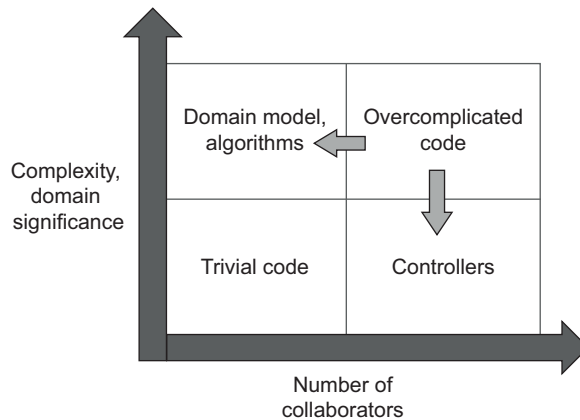 Domain model,
algorithms
Overcomplicated
code
Complexity,
domain
significance
Trivial code
Controllers
Number of
collaborators